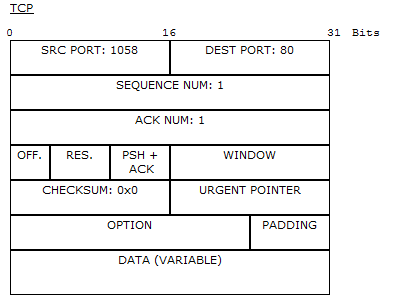 TCP
0 16 31 Bits
SRC PORT: 1058 DEST PORT: 80
SEQUENCE NUM: 1
ACK NUM: 1
OFF. RES. PSH + ACK WINDOW
CHECKSUM: 0x0 URGENT POINTER
OPTION PADDING
DATA (VARIABLE)